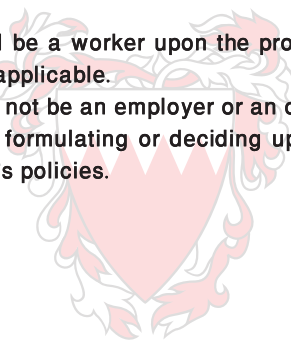 be a worker upon the pro
applicable.
not be an employer or an
formulating or deciding up
's policies.